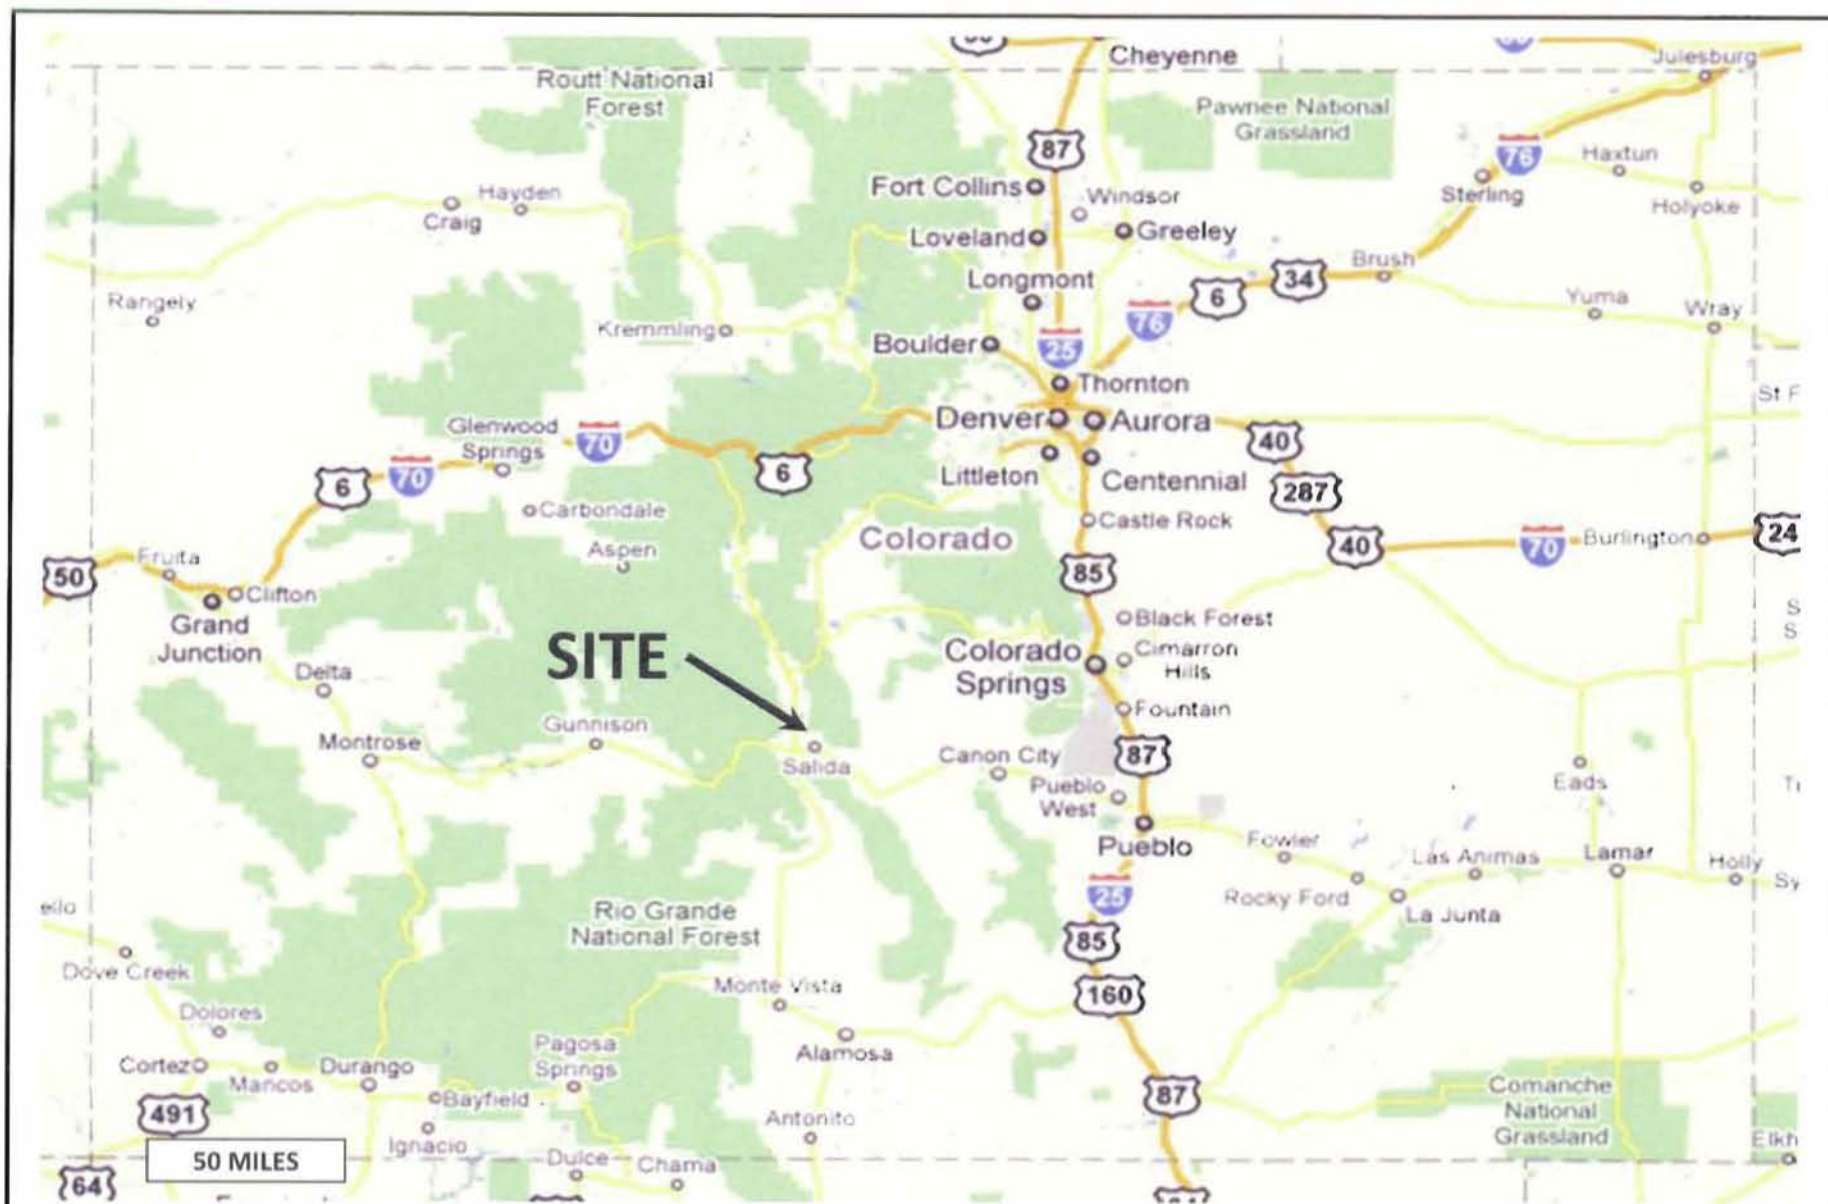 Cheyenne
Julesburg
Routt National
Forest
Pawnee National
Grassland
87
76
Haxtun
Fort Collins
Windsor
Sterling
Holyoke
Hayden
Craig
Loveland
Greeley
Longmont
Brush
34
6
Rangely
Yuma
Wray
Kremmling
76
Boulder
25
Thornton
St F
Glenwood
Springs
70
Denver
Aurora
40
6
70
6
Littleton
Centennial
287
Carbondale
Castle Rock
Colorado
40
70
Burlington
24
Aspen
Fruita
50
85
Clifton
Grand
Junction
Black Forest
S
S
SITE
Colorado
Springs
Cimarron
Hills
Delta
Fountain
Gunnison
Montrose
Salida
Canon City
87
Pueblo
West
Eads
Pueblo
Fowler
Las Animas
Lamar
Holly
Sy
25
Rocky Ford
La Junta
Rio Grande
National Forest
85
Dove Creek
Monte Vista
160
Dolores
Pagosa
Springs
Alamosa
Cortez
Mancos
Durango
Bayfield
87
Comanche
National
Grassland
491
Antonito
Ignacio
Elkh
50 MILES
Dulce
Chama
64